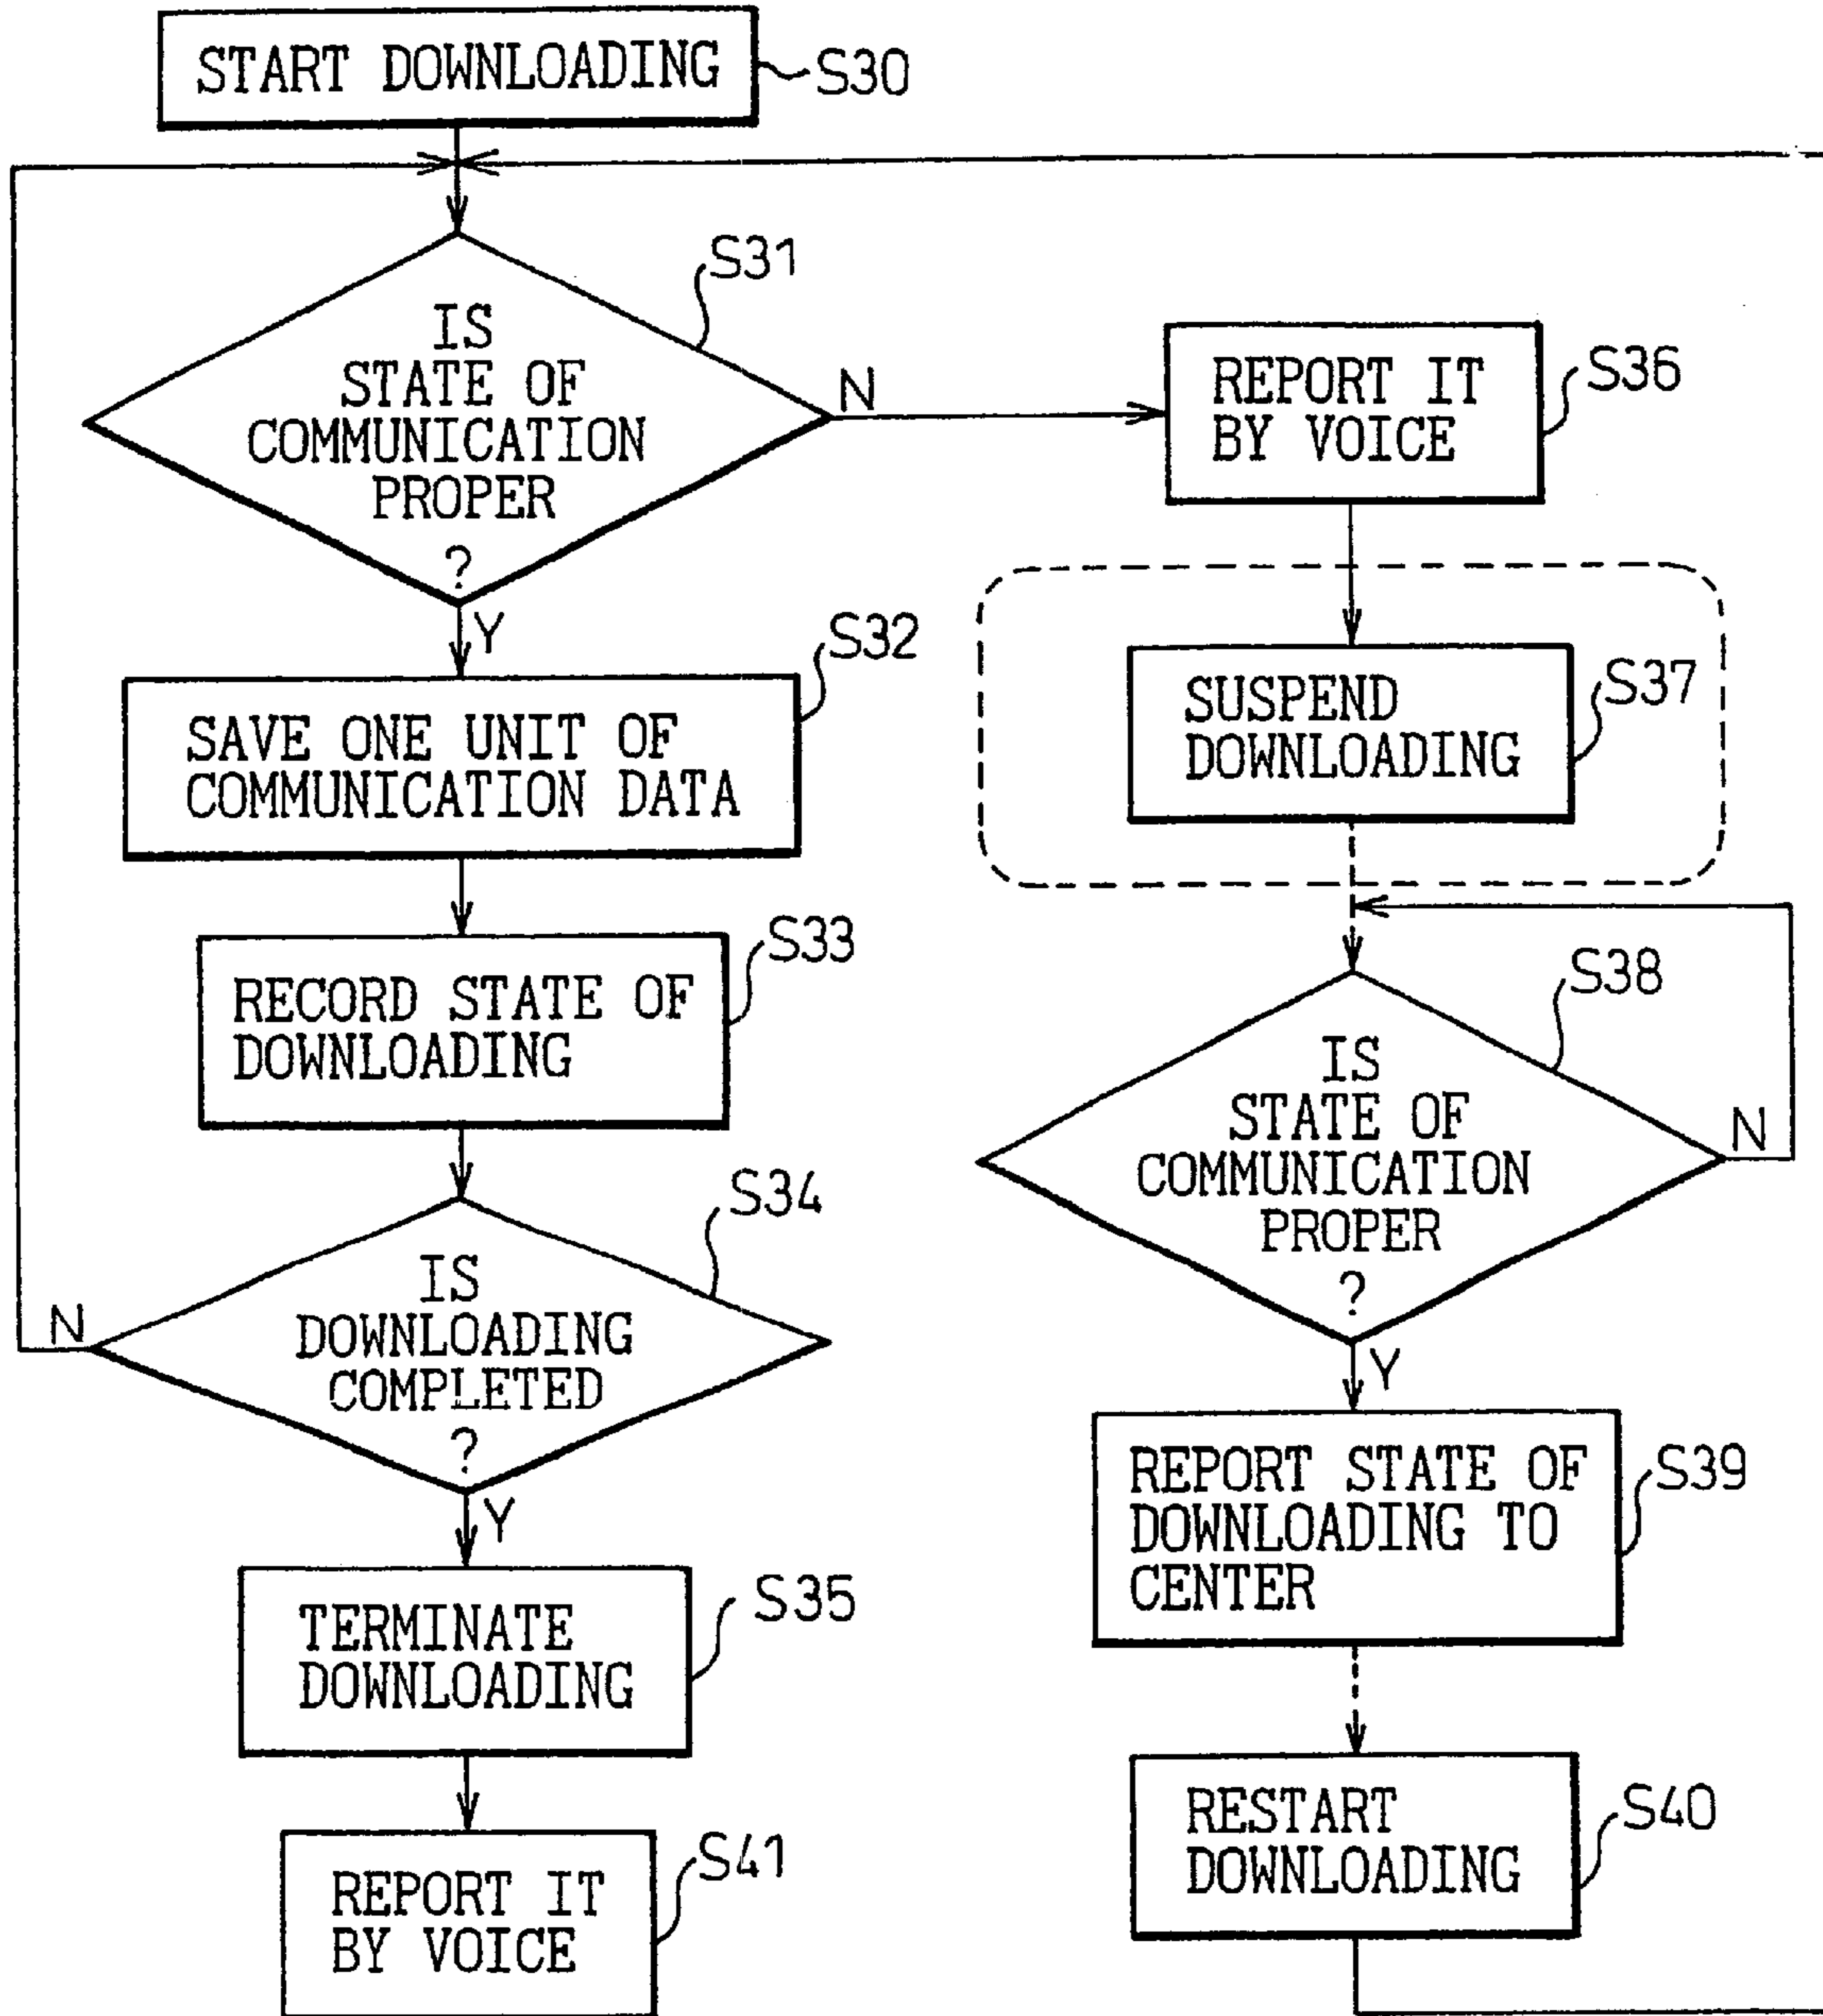 START DOWNLOADING
S30
S31
IS
STATE OF
COMMUNICATION
PROPER
?
N
Y
S32
SAVE ONE UNIT OF
COMMUNICATION DATA
S33
RECORD STATE OF
DOWNLOADING
S34
IS
DOWNLOADING
COMPLETED
?
N
Y
S35
TERMINATE
DOWNLOADING
S41
REPORT IT
BY VOICE
S36
REPORT IT
BY VOICE
S37
SUSPEND
DOWNLOADING
S38
IS
STATE OF
COMMUNICATION
PROPER
?
N
Y
S39
REPORT STATE OF
DOWNLOADING TO
CENTER
S40
RESTART
DOWNLOADING